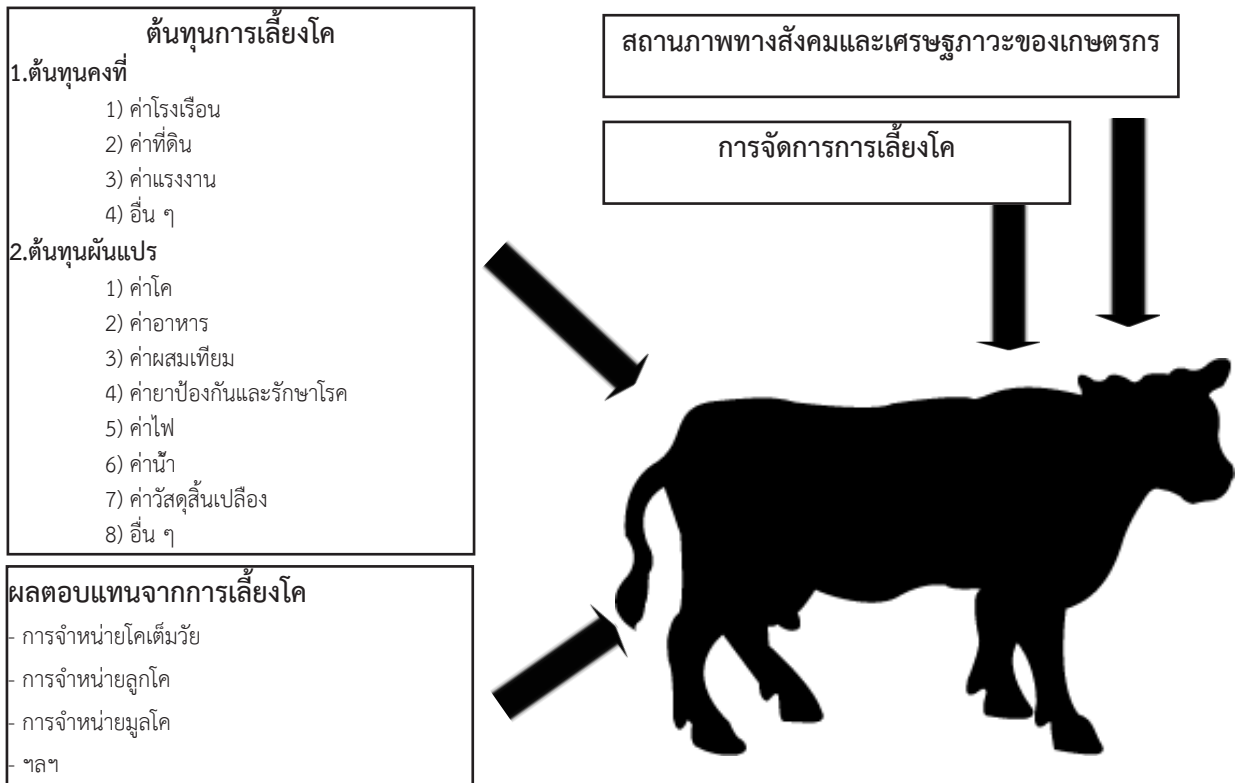 ต้นทุนการเลี้ยงโค
1.ต้นทุนคงที่
1) ค่าโรงเรือน
2) ค่าที่ดิน
3) ค่าแรงงาน
4) อื่น ๆ
2.ต้นทุนผันแปร
1) ค่าโค
2) ค่าอาหาร
3) ค่าผสมเทียม
4) ค่ายาป้องกันและรักษาโรค
5) ค่าไฟ
6) ค่าน้ำ
7) ค่าวัสดุสิ้นเปลือง
8) อื่น ๆ
ผลตอบแทนจากการเลี้ยงโค
- การจำหน่ายโคเต็มวัย
- การจำหน่ายลูกโค
- การจำหน่ายมูลโค
- ฯลฯ
สถานภาพทางสังคมและเศรษฐภาวะของเกษตรกร
การจัดการการเลี้ยงโค